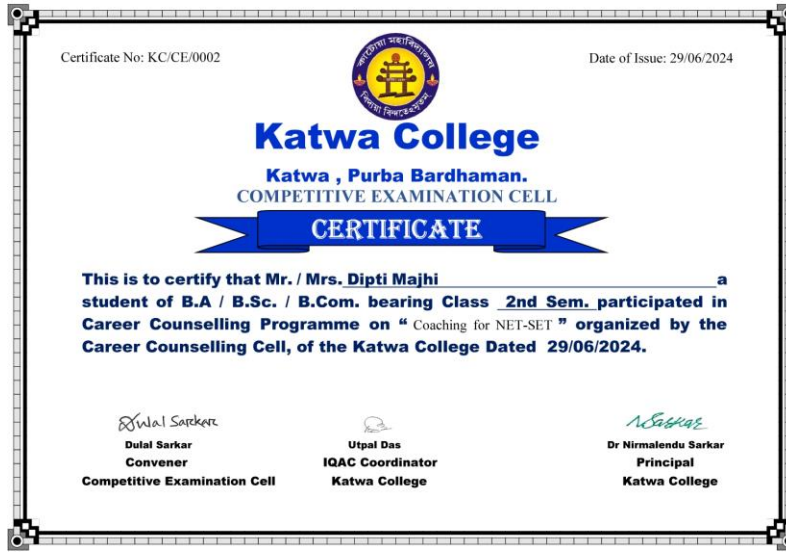 Certificate No: KC/CE/0002
Date of Issue: 29/06/2024
কাটোয়া মহাবিদ্যালয়
Katwa College
Katwa , Purba Bardhaman.
COMPETITIVE EXAMINATION CELL
CERTIFICATE
This is to certify that Mr. / Mrs. Dipti Majhi a
student of B.A / B.Sc. / B.Com. bearing Class 2nd Sem. participated in
Career Counselling Programme on “ Coaching for NET-SET ” organized by the
Career Counselling Cell, of the Katwa College Dated 29/06/2024.
Dulal Sarkar
Dulal Sarkar
Convener
Competitive Examination Cell
Utpal Das
IQAC Coordinator
Katwa College
NSarkar
Dr Nirmalendu Sarkar
Principal
Katwa College